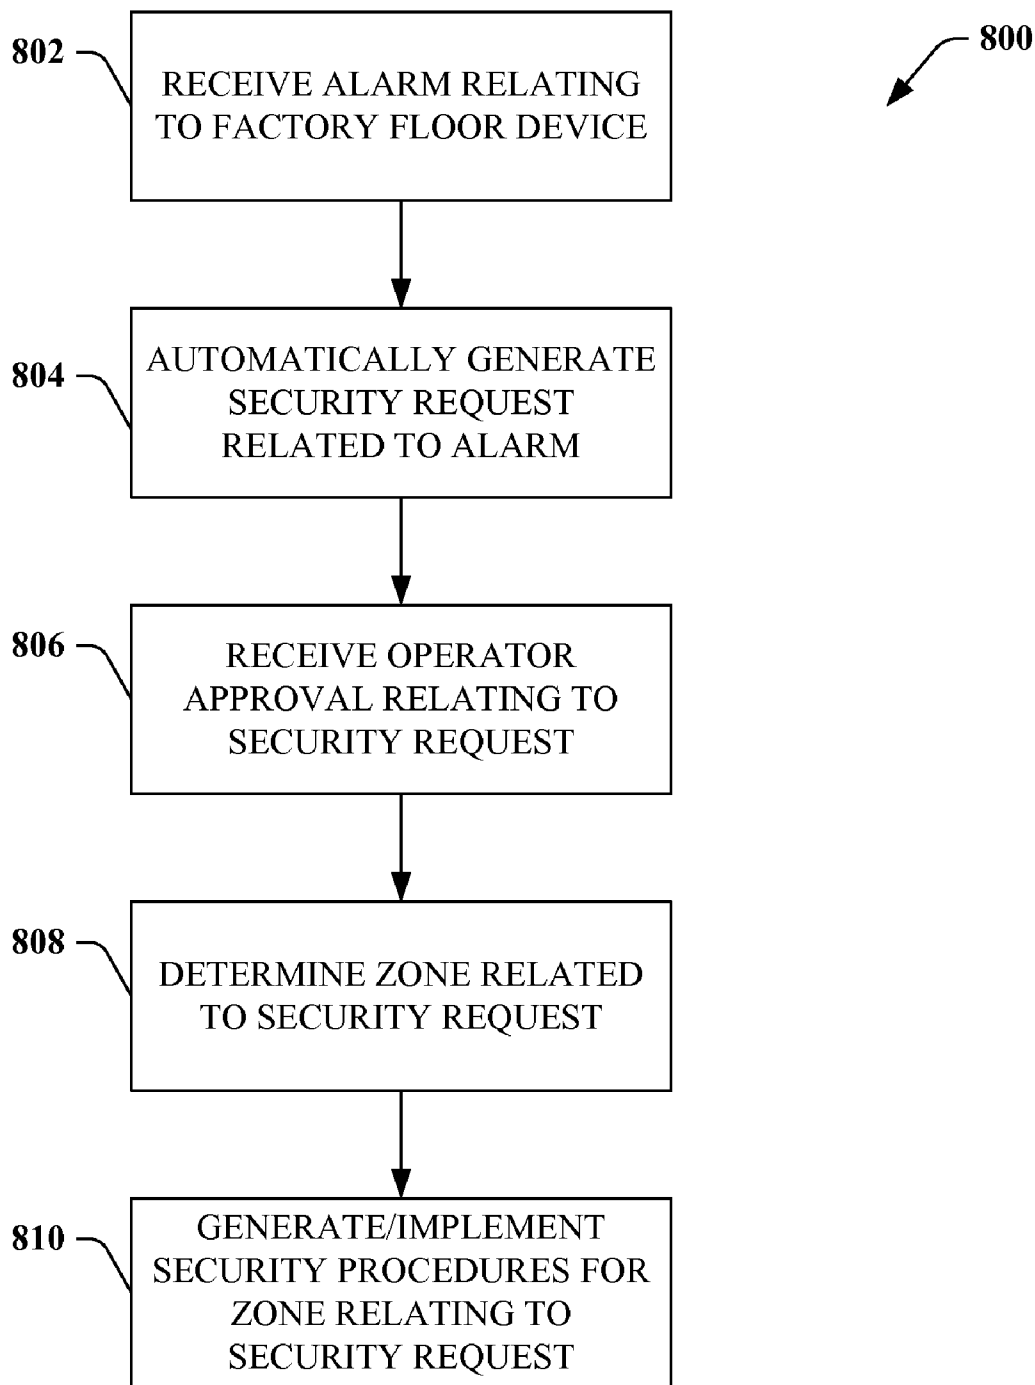 800
802
RECEIVE ALARM RELATING
TO FACTORY FLOOR DEVICE
804
AUTOMATICALLY GENERATE
SECURITY REQUEST
RELATED TO ALARM
806
RECEIVE OPERATOR
APPROVAL RELATING TO
SECURITY REQUEST
808
DETERMINE ZONE RELATED
TO SECURITY REQUEST
810
GENERATE/IMPLEMENT
SECURITY PROCEDURES FOR
ZONE RELATING TO
SECURITY REQUEST